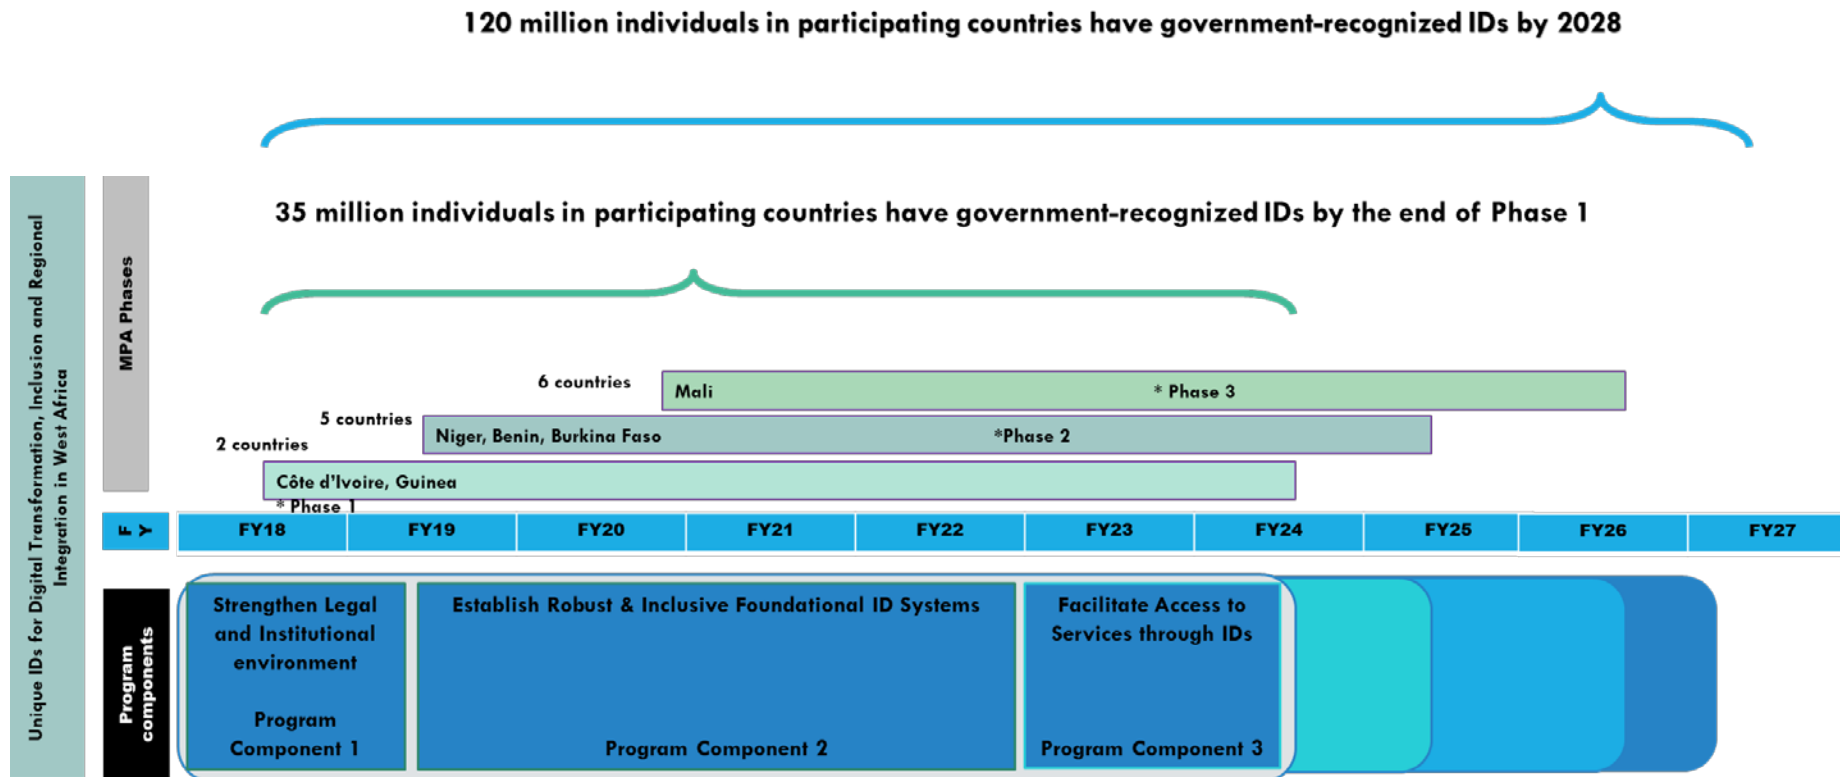 120 million individuals in participating countries have government-recognized IDs by 2028
Unique IDs for Digital Transformation, Inclusion and Regional
Integration in West Africa
MPA Phases
35 million individuals in participating countries have government-recognized IDs by the end of Phase 1
6 countries
Mali
* Phase 3
5 countries
Niger, Benin, Burkina Faso
*Phase 2
2 countries
Côte d'Ivoire, Guinea
* Phase 1
F Y
FY18
FY19
FY20
FY21
FY22
FY23
FY24
FY25
FY26
FY27
Program
components
Strengthen Legal
and Institutional
environment
Program
Component 1
Establish Robust & Inclusive Foundational ID Systems
Program Component 2
Facilitate Access to
Services through IDs
Program Component 3